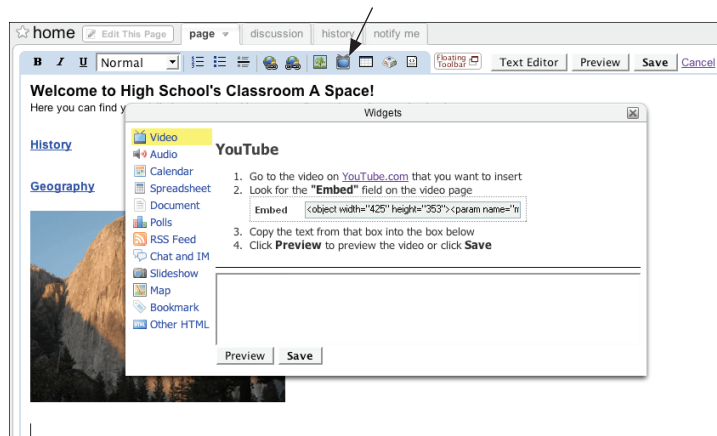 home Edit This Page page discussion history notify me
B I U Normal Floating Toolbar Text Editor Preview Save Cancel
Welcome to High School's Classroom A Space!
Here you can find
Widgets
History
Geography
Video
Audio
Calendar
Spreadsheet
Document
Polls
RSS Feed
Chat and IM
Slideshow
Map
Bookmark
Other HTML
YouTube
1. Go to the video on YouTube.com that you want to insert
2. Look for the "Embed" field on the video page
Embed <object width="425" height="353"><param name="m
3. Copy the text from that box into the box below
4. Click Preview to preview the video or click Save
Preview Save